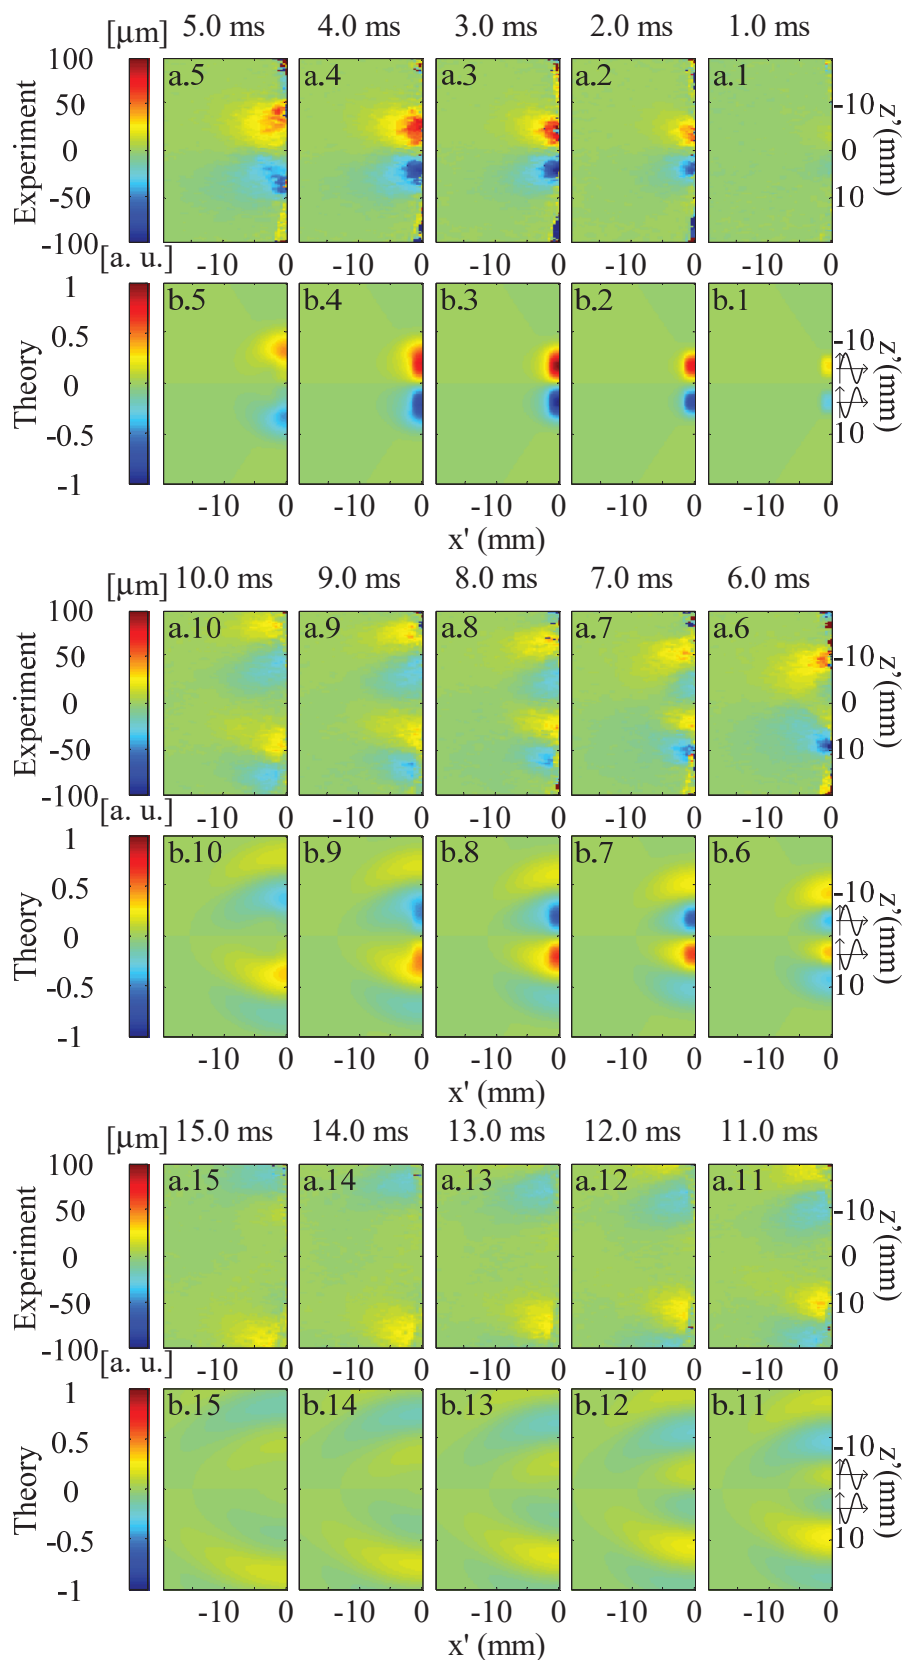 [μm] 5.0 ms 4.0 ms 3.0 ms 2.0 ms 1.0 ms
Experiment
100
50
0
-50
-100
a.5 a.4 a.3 a.2 a.1
-10
0
10
z' (mm)
-10 0 -10 0 -10 0 -10 0 -10 0
[a. u.]
Theory
1
0.5
0
-0.5
-1
b.5 b.4 b.3 b.2 b.1
-10
0
10
z' (mm)
-10 0 -10 0 -10 0 -10 0 -10 0
x' (mm)
[μm] 10.0 ms 9.0 ms 8.0 ms 7.0 ms 6.0 ms
Experiment
100
50
0
-50
-100
a.10 a.9 a.8 a.7 a.6
-10
0
10
z' (mm)
-10 0 -10 0 -10 0 -10 0 -10 0
[a. u.]
Theory
1
0.5
0
-0.5
-1
b.10 b.9 b.8 b.7 b.6
-10
0
10
z' (mm)
-10 0 -10 0 -10 0 -10 0 -10 0
x' (mm)
[μm] 15.0 ms 14.0 ms 13.0 ms 12.0 ms 11.0 ms
Experiment
100
50
0
-50
-100
a.15 a.14 a.13 a.12 a.11
-10
0
10
z' (mm)
-10 0 -10 0 -10 0 -10 0 -10 0
[a. u.]
Theory
1
0.5
0
-0.5
-1
b.15 b.14 b.13 b.12 b.11
-10
0
10
z' (mm)
-10 0 -10 0 -10 0 -10 0 -10 0
x' (mm)